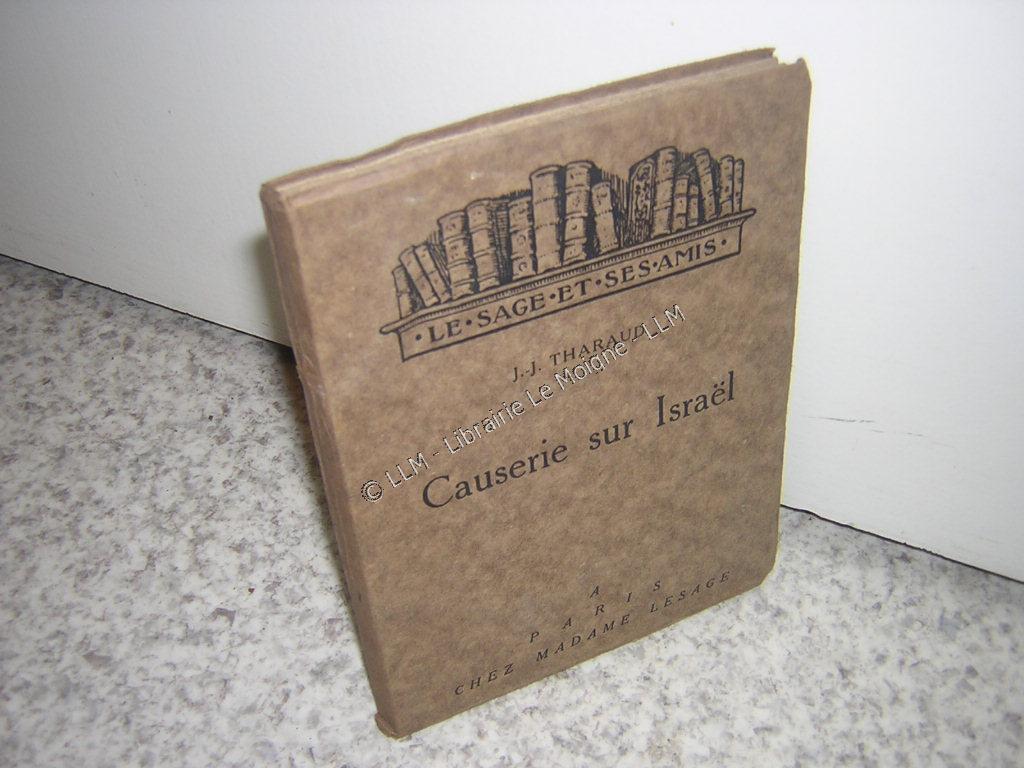 ·LE·SAGE·ET·SES·AMIS·
J.-J. THARAUD
© LLM - Librairie Le Moigne - LLM
Causerie sur Israël
A
PARIS
CHEZ MADAME LESAGE